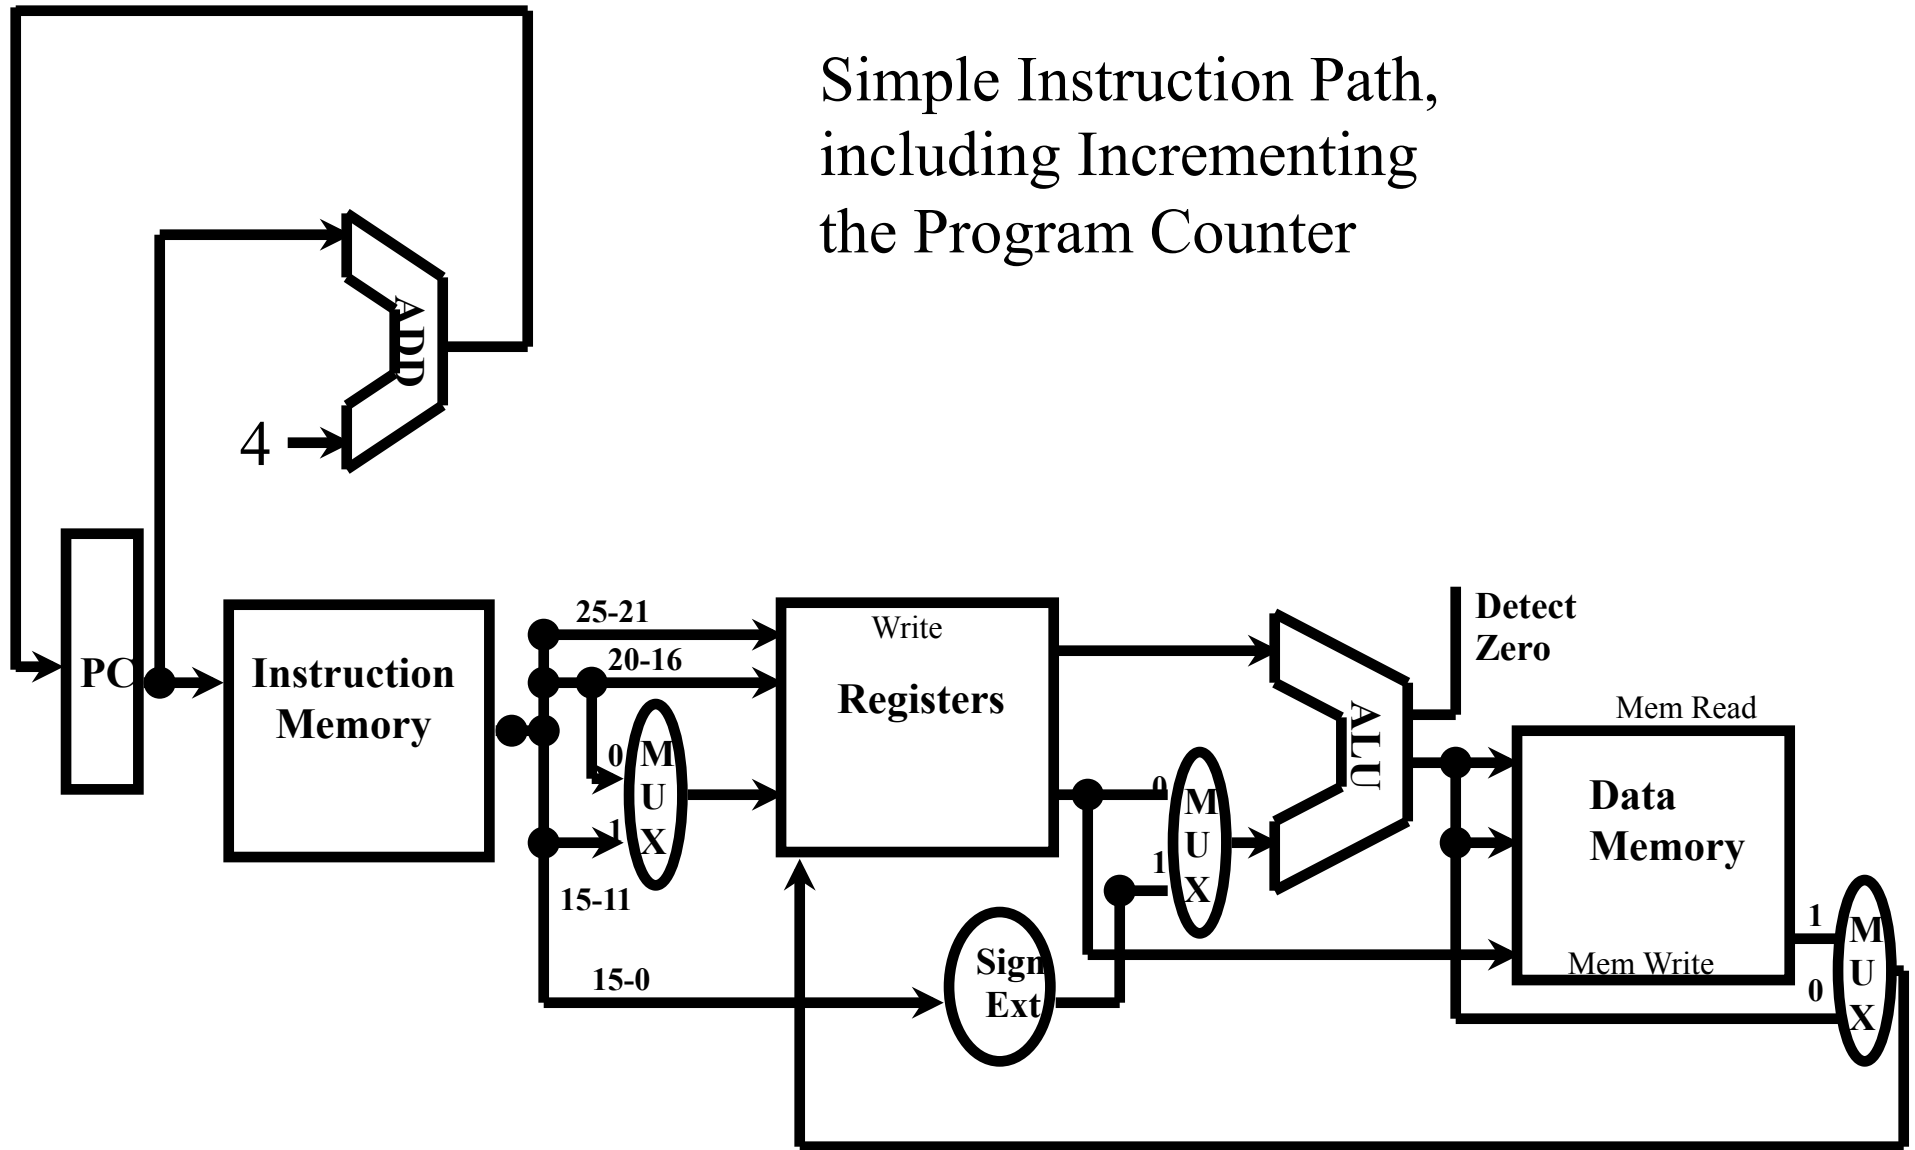 Simple Instruction Path,
including Incrementing
the Program Counter
ADD
4
PC
Instruction
Memory
25-21
20-16
0
1
M
U
X
15-11
15-0
Write
Registers
Sign
Ext
0
1
M
U
X
ALU
Detect
Zero
Mem Read
Data
Memory
Mem Write
1
0
M
U
X